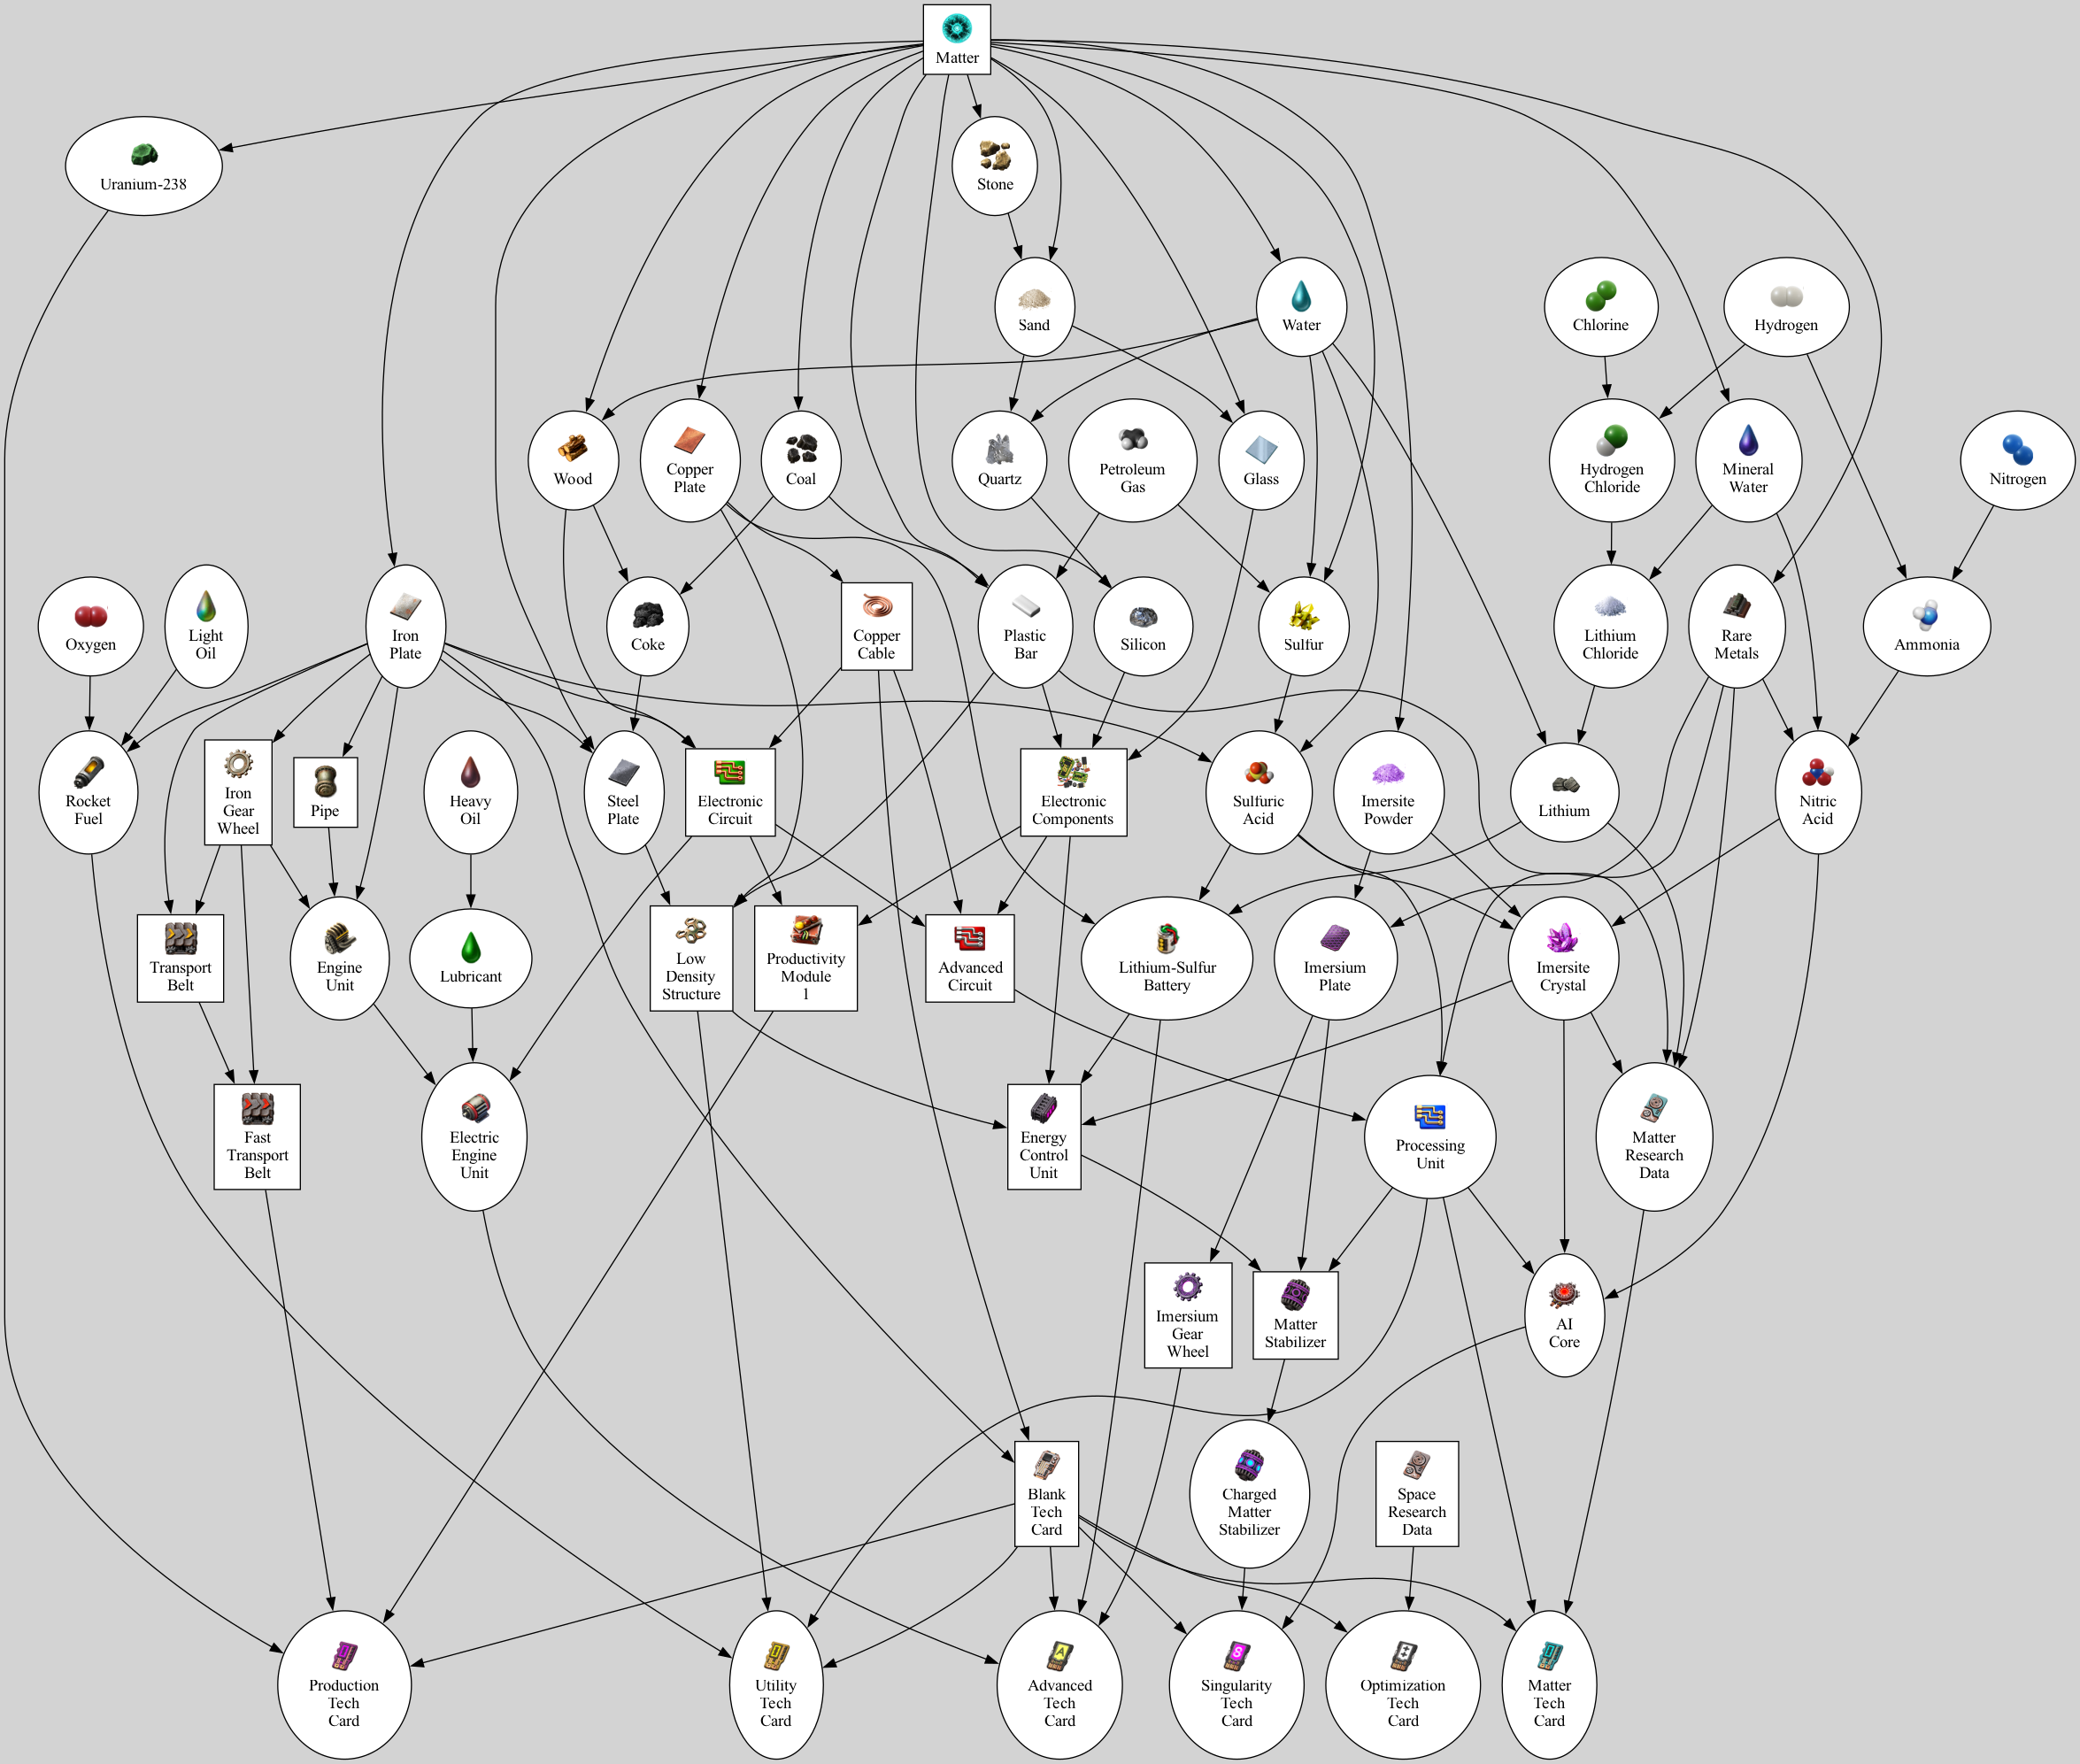 Matter
Uranium-238
Stone
Sand
Water
Chlorine
Hydrogen
Wood
Copper
Plate
Coal
Quartz
Petroleum
Gas
Glass
Hydrogen
Chloride
Mineral
Water
Nitrogen
Oxygen
Light
Oil
Iron
Plate
Coke
Copper
Cable
Plastic
Bar
Silicon
Sulfur
Lithium
Chloride
Rare
Metals
Ammonia
Rocket
Fuel
Iron
Gear
Wheel
Pipe
Heavy
Oil
Steel
Plate
Electronic
Circuit
Electronic
Components
Sulfuric
Acid
Imersite
Powder
Lithium
Nitric
Acid
Transport
Belt
Engine
Unit
Lubricant
Low
Density
Structure
Productivity
Module
1
Advanced
Circuit
Lithium-Sulfur
Battery
Imersium
Plate
Imersite
Crystal
Fast
Transport
Belt
Electric
Engine
Unit
Energy
Control
Unit
Processing
Unit
Matter
Research
Data
Imersium
Gear
Wheel
Matter
Stabilizer
AI
Core
Blank
Tech
Card
Charged
Matter
Stabilizer
Space
Research
Data
Production
Tech
Card
Utility
Tech
Card
A
Advanced
Tech
Card
S
Singularity
Tech
Card
Optimization
Tech
Card
Matter
Tech
Card